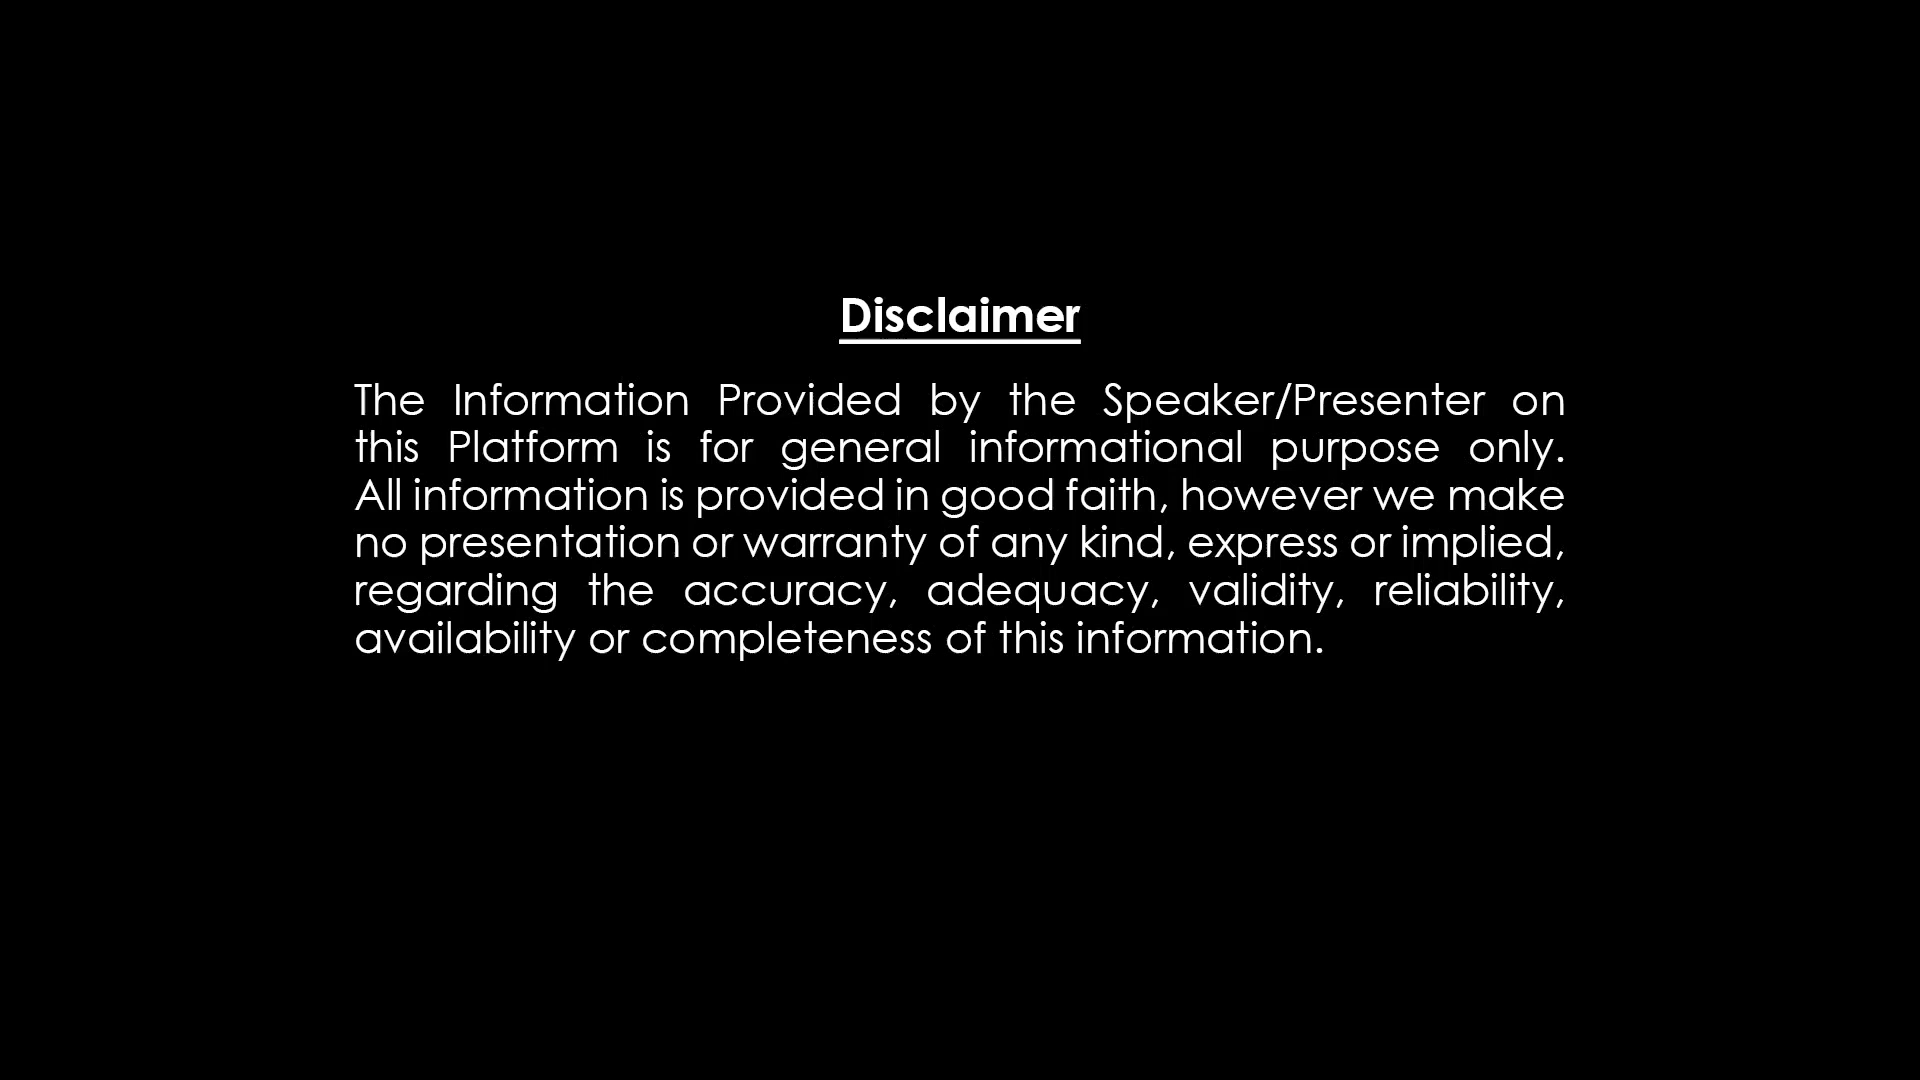 Disclaimer
The Information Provided by the Speaker/Presenter on
this Platform is for general informational purpose only.
All information is provided in good faith, however we make
no presentation or warranty of any kind, express or implied,
regarding the accuracy, adequacy, validity, reliability,
availability or completeness of this information.